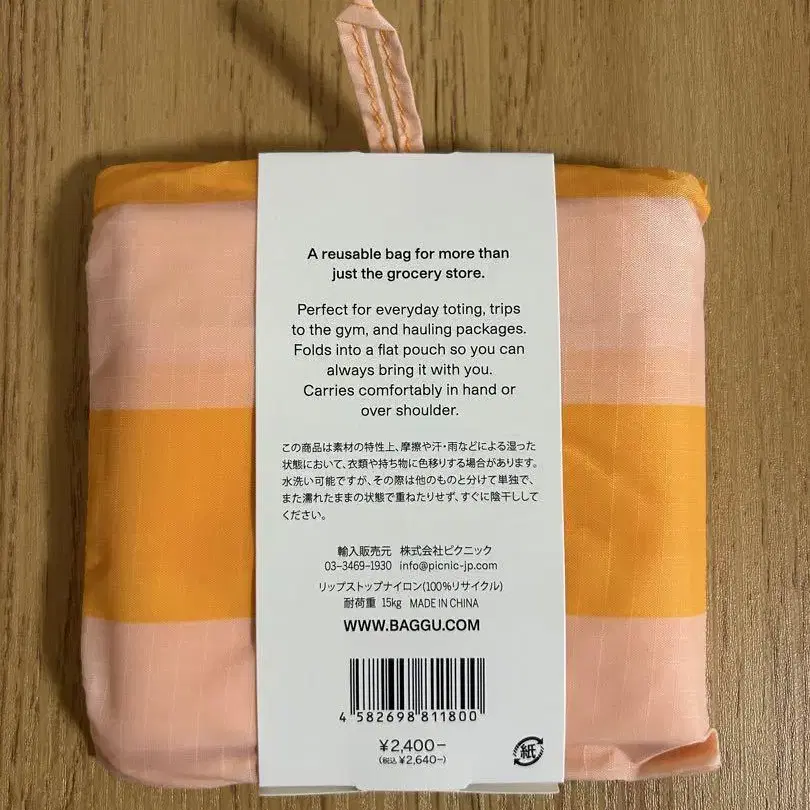 A reusable bag for more than
just the grocery store.
Perfect for everyday toting, trips
to the gym, and hauling packages.
Folds into a flat pouch so you can
always bring it with you.
Carries comfortably in hand or
over shoulder.
この商品は素材の特性上、摩擦や汗・雨などによる湿った
状態において、衣類や持ち物に色移りする場合があります。
水洗い可能ですが、その際は他のものと分けて単独で、
また濡れたままの状態で重ねたりせず、すぐに陰干しして
ください。
輸入販売元 株式会社ピクニック
03-3469-1930 info@picnic-jp.com
リップストップナイロン(100%リサイクル)
耐荷重 15kg MADE IN CHINA
WWW.BAGGU.COM
4 582698 811800
¥2,400-
(税込 ¥2,640-)
紙